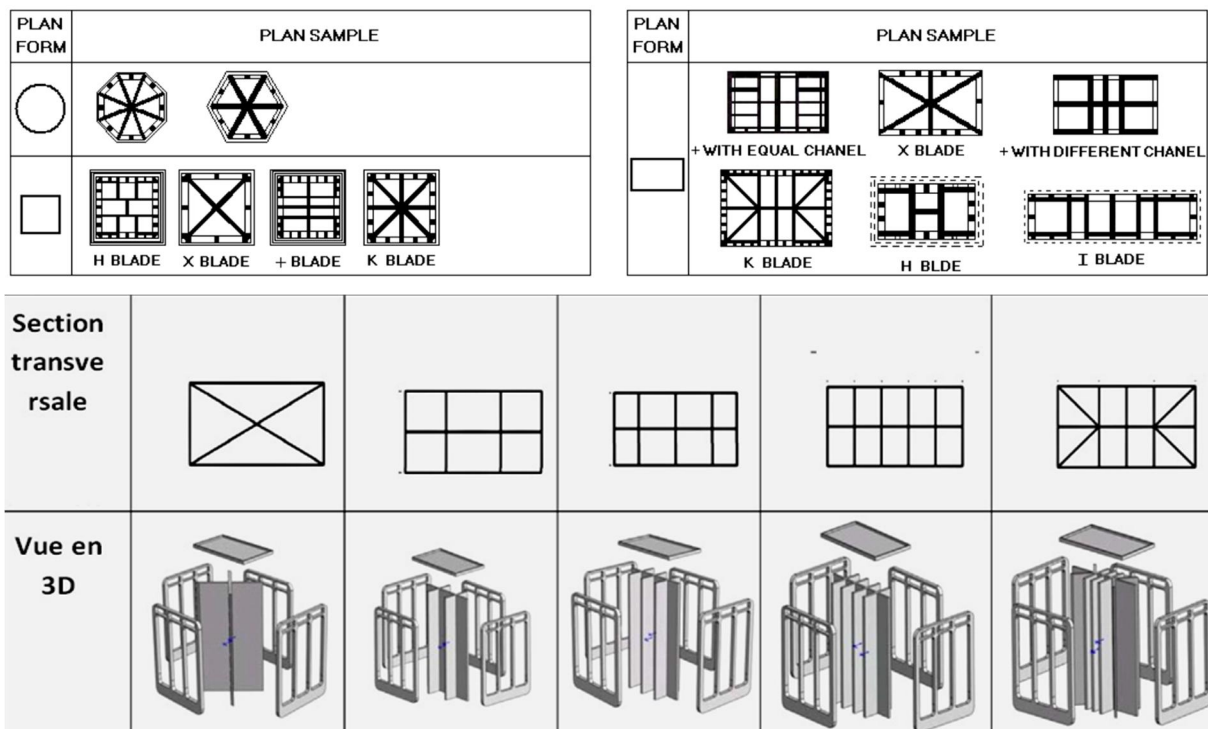 PLAN
FORM
PLAN SAMPLE
H BLADE
X BLADE
+ BLADE
K BLADE
PLAN
FORM
PLAN SAMPLE
+ WITH EQUAL CHANEL
X BLADE
+ WITH DIFFERENT CHANEL
K BLADE
H BLDE
I BLADE
Section
transve
rsale
Vue en
3D